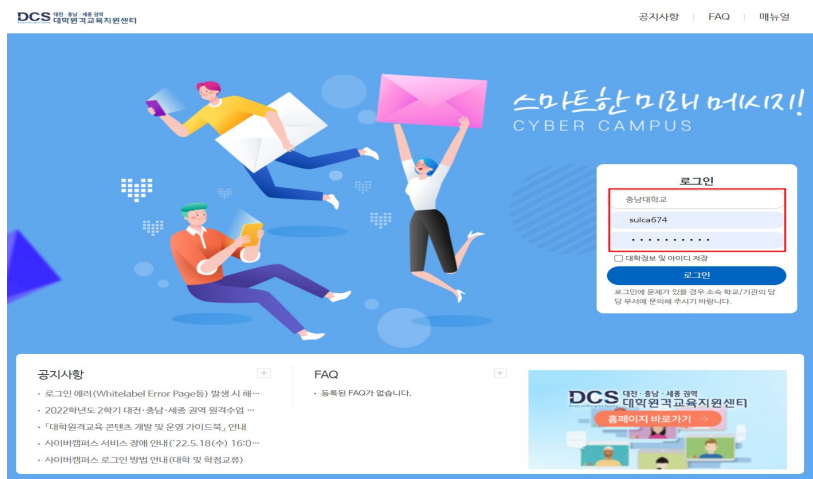 DCS 대전·충남·세종 권역
대학원격교육지원센터
공지사항 | FAQ | 매뉴얼
스마트한 미래 메시지!
CYBER CAMPUS
로그인
충남대학교
sulca674
••••••••••
대학정보 및 아이디 저장
로그인
로그인에 문제가 있을 경우 소속 학교/기관의 담
당 부서에 문의해 주시기 바랍니다.
공지사항
· 로그인 에러(Whitelabel Error Page등) 발생 시 해…
· 2022학년도 2학기 대전·충남·세종 권역 원격수업 …
· 「대학원격교육 콘텐츠 개발 및 운영 가이드북」 안내
· 사이버캠퍼스 서비스 장애 안내('22.5.18(수) 16:0…
· 사이버캠퍼스 로그인 방법 안내(대학 및 학점교류)
FAQ
· 등록된 FAQ가 없습니다.
DCS 대전·충남·세종 권역
대학원격교육지원센터
홈페이지 바로가기 →